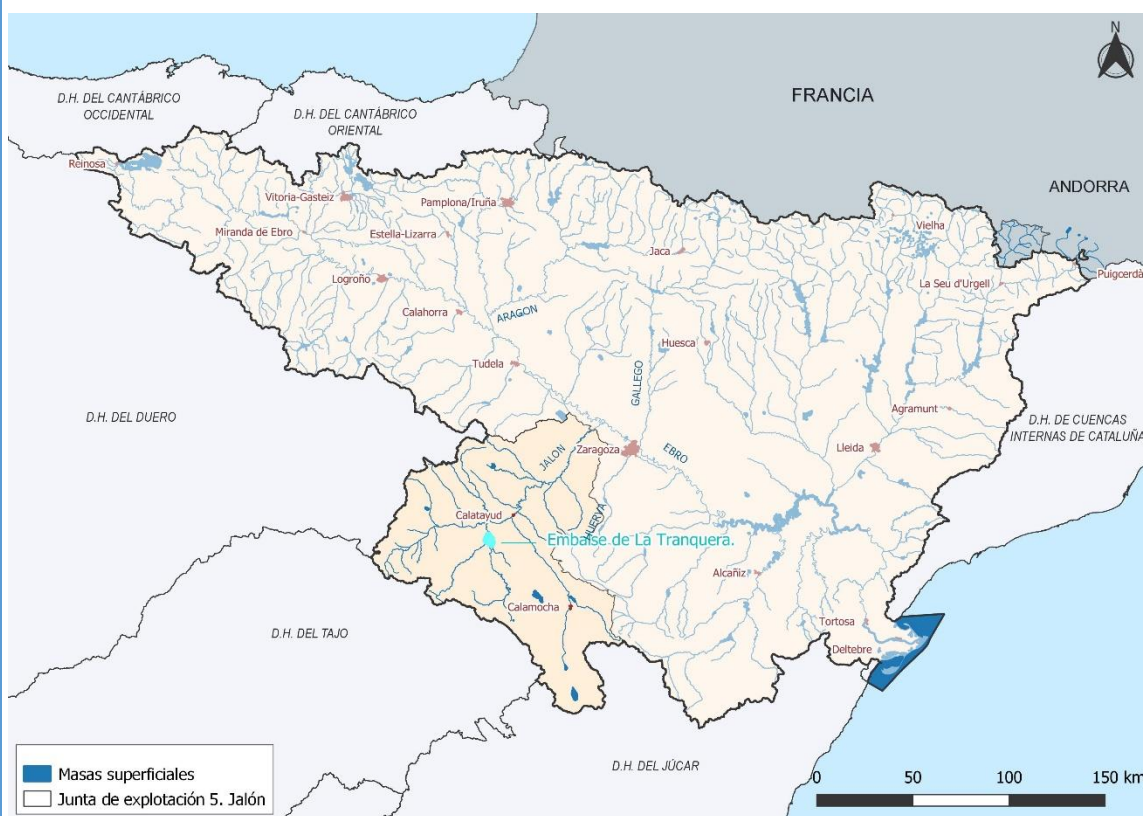 N
FRANCIA
ANDORRA
D.H. DEL CANTÁBRICO
OCCIDENTAL
D.H. DEL CANTÁBRICO
ORIENTAL
Reinosa
Vitoria-Gasteiz
Pamplona/Iruña
Miranda de Ebro
Estella-Lizarra
Jaca
Vielha
Puigcerdà
La Seu d'Urgell
Logroño
Calahorra
ARAGON
Huesca
Tudela
GALLEGO
Agramunt
D.H. DEL DUERO
D.H. DE CUENCAS
INTERNAS DE CATALUÑA
JALON
Zaragoza
EBRO
Lleida
Calatayud
HUERVA
Embalse de La Tranquera.
Alcañiz
Calamocha
Tortosa
Deltebre
D.H. DEL TAJO
D.H. DEL JÚCAR
Masas superficiales
Junta de explotación 5. Jalón
0 50 100 150 km